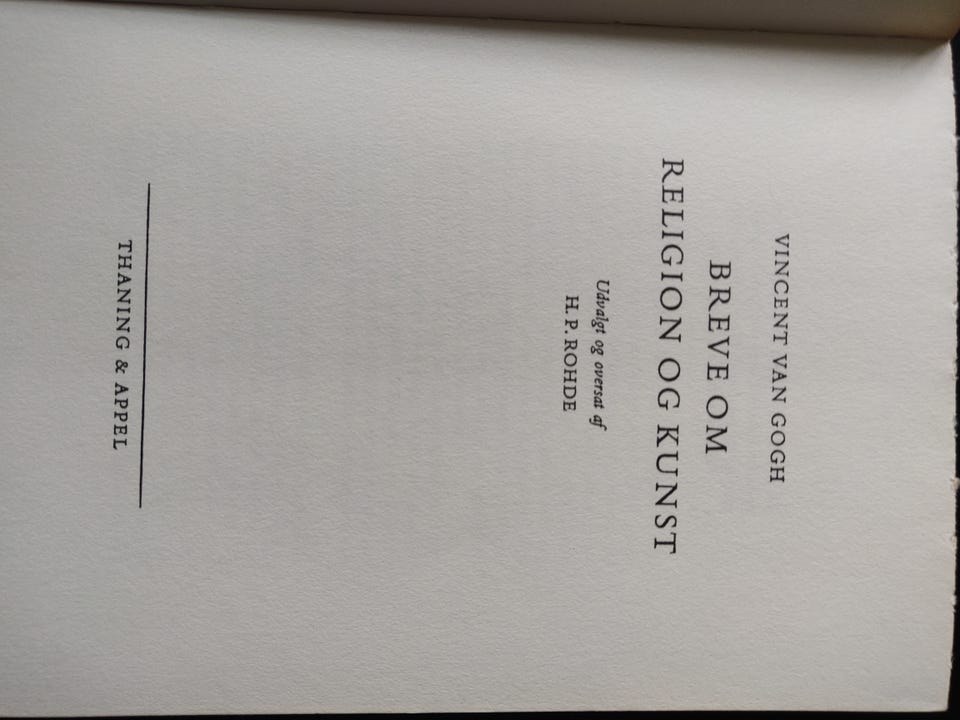 VINCENT VAN GOGH
BREVE OM
RELIGION OG KUNST
Udvalgt og oversat af
H. P. ROHDE
THANING & APPEL